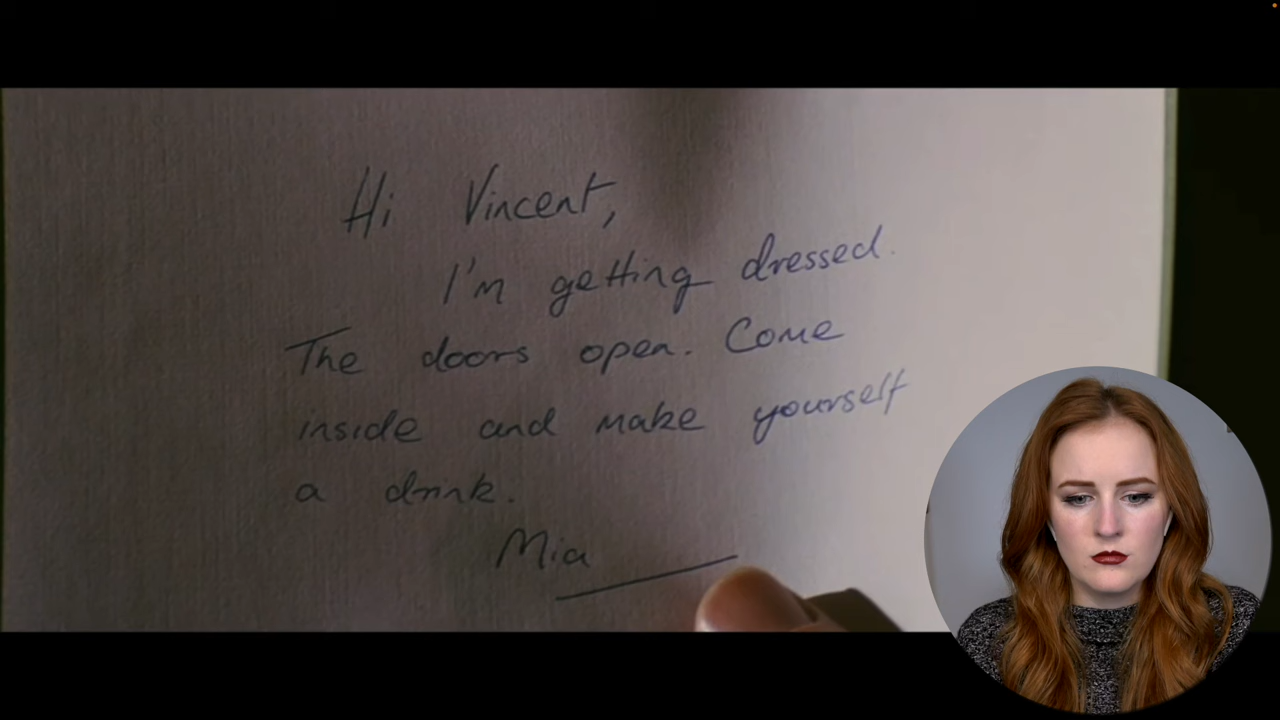 Hi Vincent,
I'm getting dressed.
The doors open. Come
inside and make yourself
a drink.
Mia